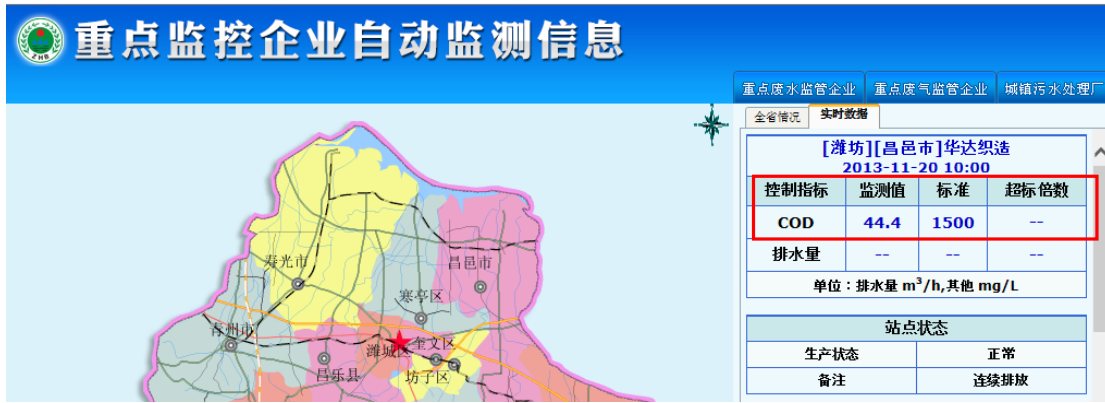 ZHB
重点监控企业自动监测信息
重点废水监管企业 重点废气监管企业 城镇污水处理厂
全省情况 实时数据
[潍坊][昌邑市]华达织造
2013-11-20 10:00
控制指标 监测值 标准 超标倍数
COD 44.4 1500 --
排水量 -- -- --
单位：排水量 m³/h,其他 mg/L
站点状态
生产状态 正常
备注 连续排放
寿光市
昌邑市
寒亭区
青州市
潍城区
奎文区
昌乐县
坊子区